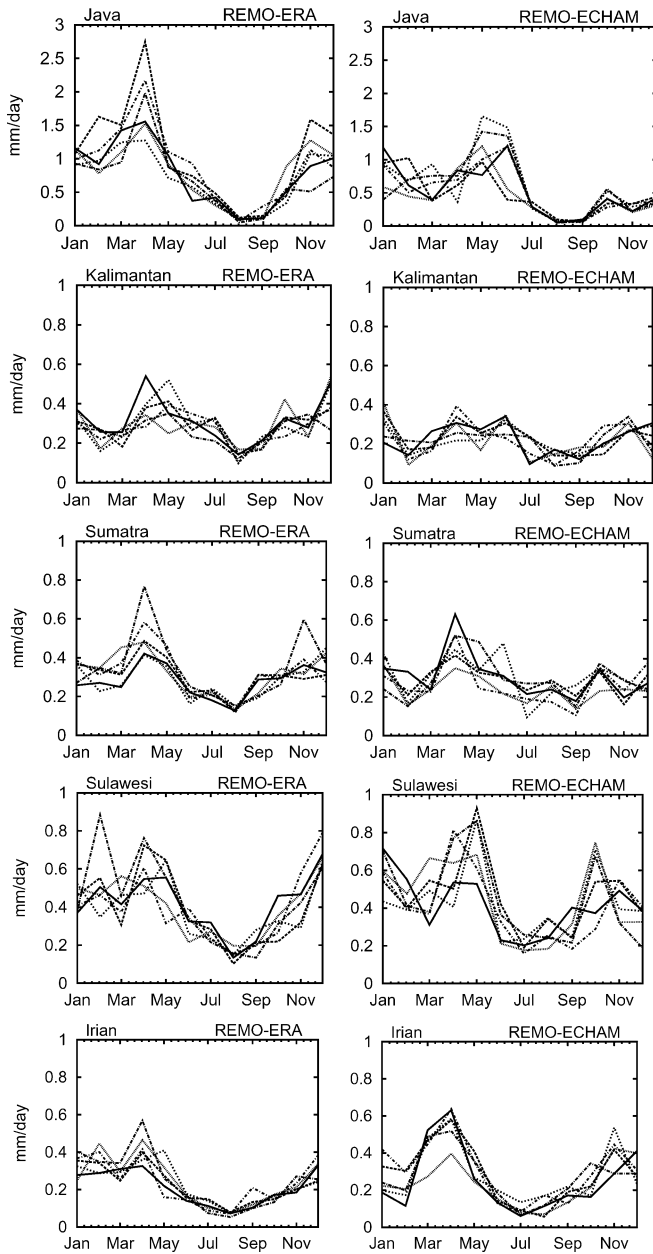 Java REMO-ERA
3
2.5
2
1.5
1
0.5
0
mm/day
Jan Mar May Jul Sep Nov
Java REMO-ECHAM
3
2.5
2
1.5
1
0.5
0
Jan Mar May Jul Sep Nov
Kalimantan REMO-ERA
1
0.8
0.6
0.4
0.2
0
mm/day
Jan Mar May Jul Sep Nov
Kalimantan REMO-ECHAM
1
0.8
0.6
0.4
0.2
0
Jan Mar May Jul Sep Nov
Sumatra REMO-ERA
1
0.8
0.6
0.4
0.2
0
mm/day
Jan Mar May Jul Sep Nov
Sumatra REMO-ECHAM
1
0.8
0.6
0.4
0.2
0
Jan Mar May Jul Sep Nov
Sulawesi REMO-ERA
1
0.8
0.6
0.4
0.2
0
mm/day
Jan Mar May Jul Sep Nov
Sulawesi REMO-ECHAM
1
0.8
0.6
0.4
0.2
0
Jan Mar May Jul Sep Nov
Irian REMO-ERA
1
0.8
0.6
0.4
0.2
0
mm/day
Jan Mar May Jul Sep Nov
Irian REMO-ECHAM
1
0.8
0.6
0.4
0.2
0
Jan Mar May Jul Sep Nov